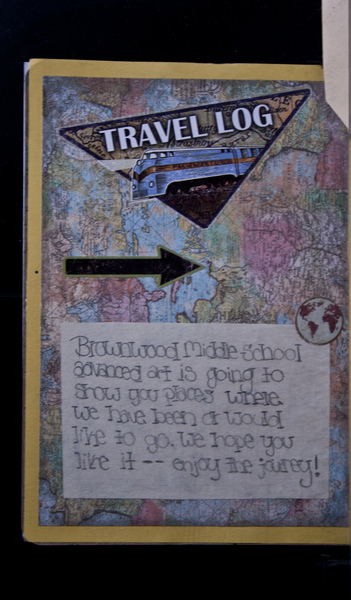 TRAVEL LOG
Brownwood Middle School
advanced art is going to
show you places where
we have been or would
like to go. We hope you
like it -- enjoy the journey!